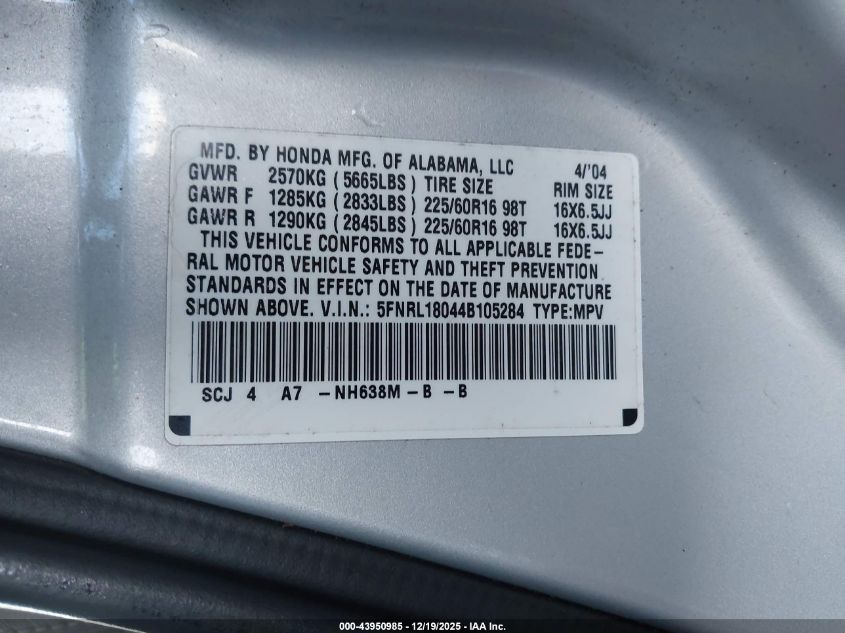 MFD. BY HONDA MFG. OF ALABAMA, LLC 4/'04
GVWR 2570KG ( 5665LBS ) TIRE SIZE RIM SIZE
GAWR F 1285KG ( 2833LBS ) 225/60R16 98T 16X6.5JJ
GAWR R 1290KG ( 2845LBS ) 225/60R16 98T 16X6.5JJ
THIS VEHICLE CONFORMS TO ALL APPLICABLE FEDE-
RAL MOTOR VEHICLE SAFETY AND THEFT PREVENTION
STANDARDS IN EFFECT ON THE DATE OF MANUFACTURE
SHOWN ABOVE. V.I.N.: 5FNRL18044B105284 TYPE:MPV
SCJ 4 A7 -NH638M-B -B
000-43950985 - 12/19/2025 - IAA Inc.